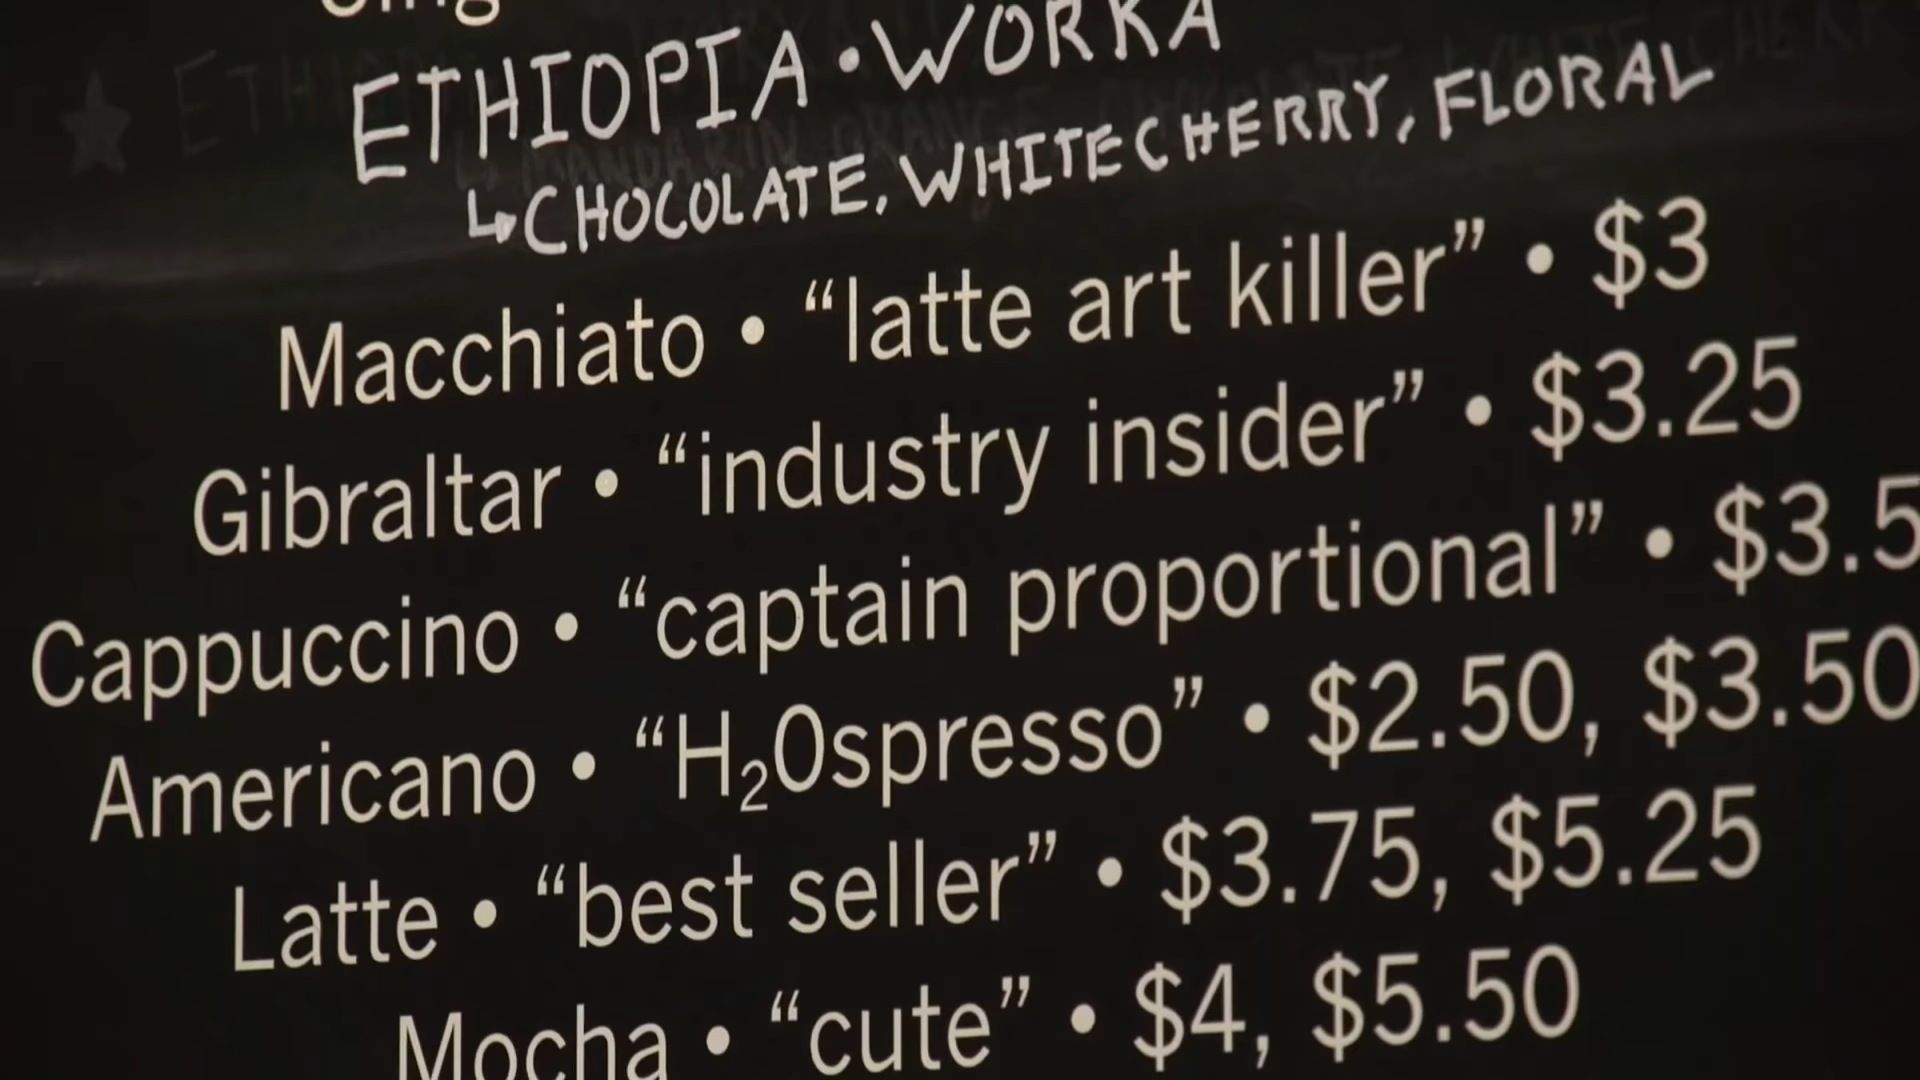 ETHIOPIA • WORKA
↳ CHOCOLATE, WHITE CHERRY, FLORAL
Macchiato • “latte art killer” • $3
Gibraltar • “industry insider” • $3.25
Cappuccino • “captain proportional” • $3.5
Americano • “H₂Ospresso” • $2.50, $3.50
Latte • “best seller” • $3.75, $5.25
Mocha • “cute” • $4, $5.50